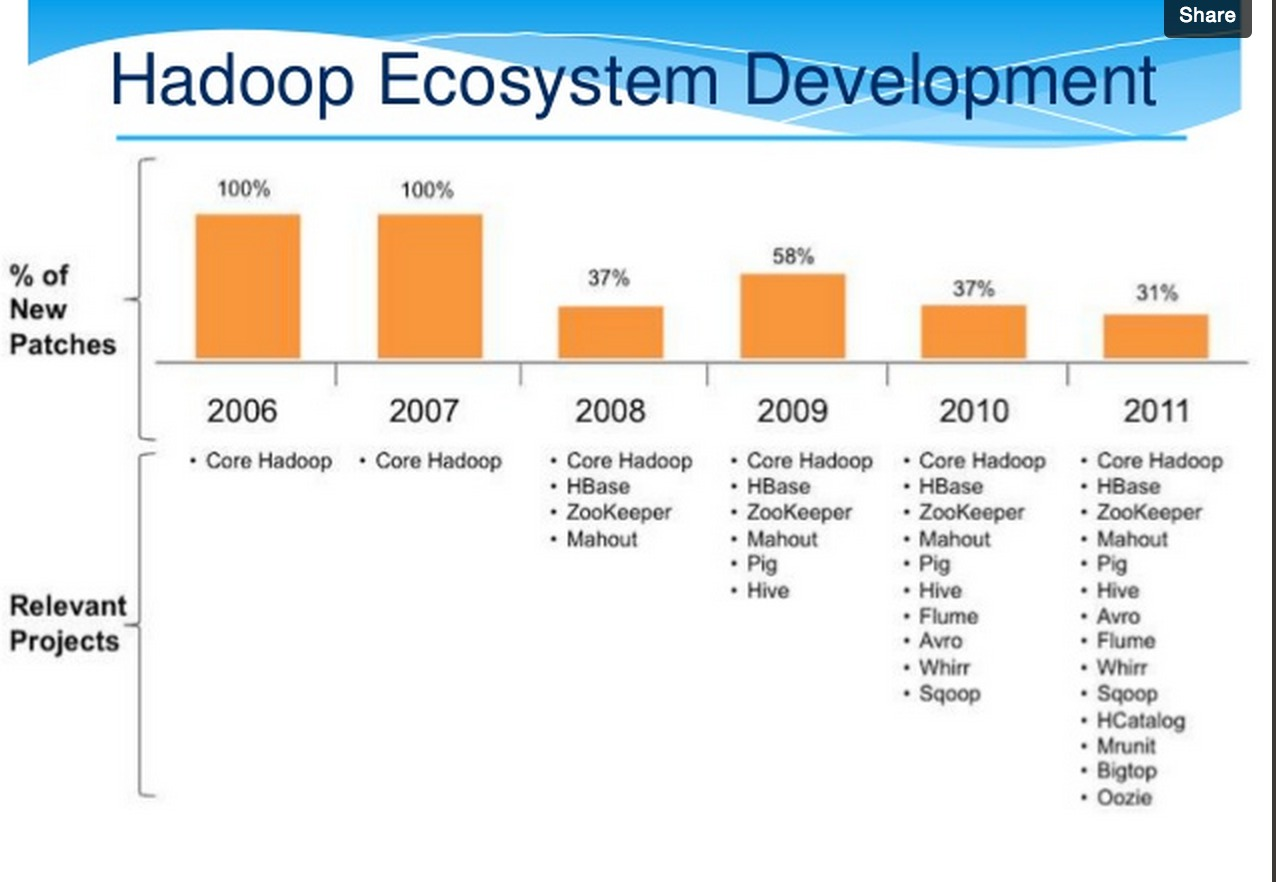 Share
Hadoop Ecosystem Development
% of
New
Patches
100%
100%
37%
58%
37%
31%
2006
2007
2008
2009
2010
2011
Relevant
Projects
• Core Hadoop
• Core Hadoop
• Core Hadoop
• HBase
• ZooKeeper
• Mahout
• Core Hadoop
• HBase
• ZooKeeper
• Mahout
• Pig
• Hive
• Core Hadoop
• HBase
• ZooKeeper
• Mahout
• Pig
• Hive
• Flume
• Avro
• Whirr
• Sqoop
• Core Hadoop
• HBase
• ZooKeeper
• Mahout
• Pig
• Hive
• Avro
• Flume
• Whirr
• Sqoop
• HCatalog
• Mrunit
• Bigtop
• Oozie